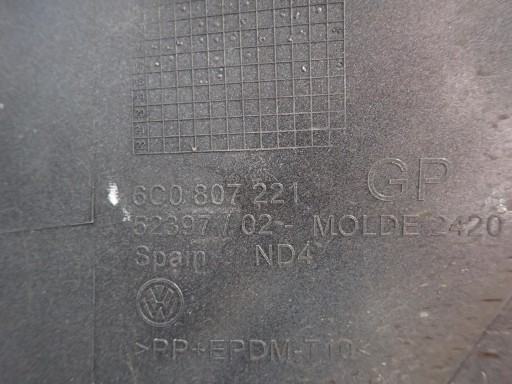 6C0 807 221
GP
52397 / 02 - MOLDE 2420
Spain ND4
>PP+EPDM-T10<